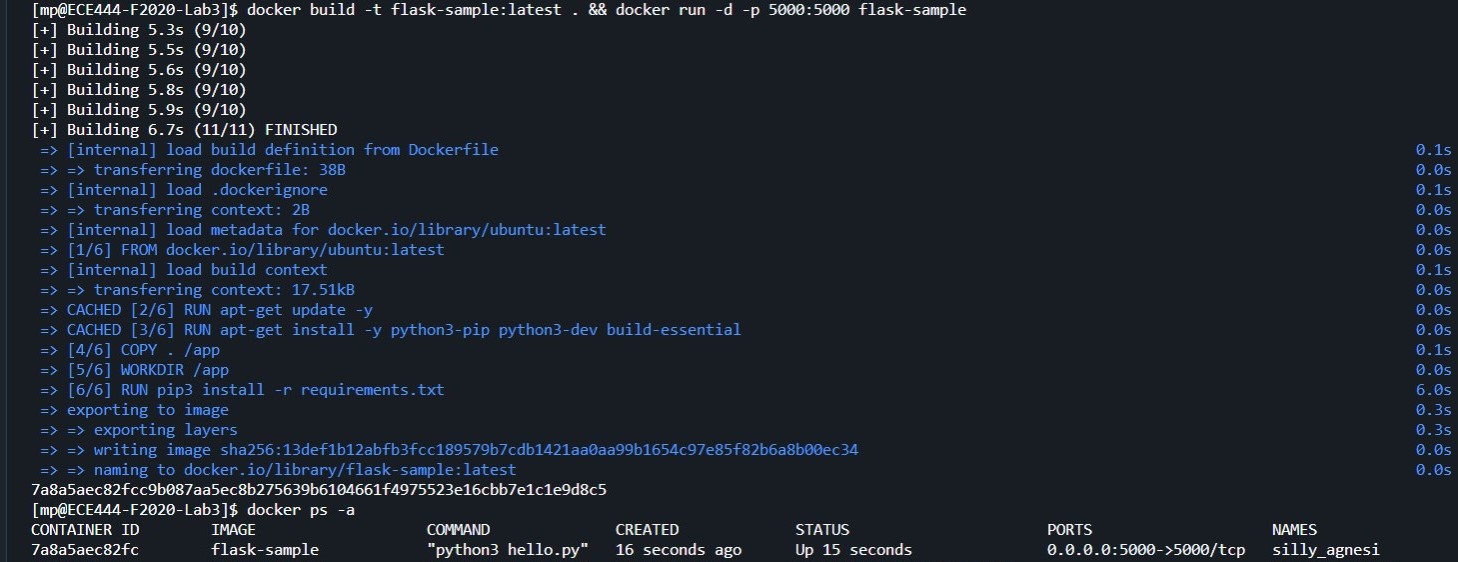 [mp@ECE444-F2020-Lab3]$ docker build -t flask-sample:latest . && docker run -d -p 5000:5000 flask-sample
[+] Building 5.3s (9/10)
[+] Building 5.5s (9/10)
[+] Building 5.6s (9/10)
[+] Building 5.8s (9/10)
[+] Building 5.9s (9/10)
[+] Building 6.7s (11/11) FINISHED
=> [internal] load build definition from Dockerfile 0.1s
=> => transferring dockerfile: 38B 0.0s
=> [internal] load .dockerignore 0.1s
=> => transferring context: 2B 0.0s
=> [internal] load metadata for docker.io/library/ubuntu:latest 0.0s
=> [1/6] FROM docker.io/library/ubuntu:latest 0.0s
=> [internal] load build context 0.1s
=> => transferring context: 17.51kB 0.0s
=> CACHED [2/6] RUN apt-get update -y 0.0s
=> CACHED [3/6] RUN apt-get install -y python3-pip python3-dev build-essential 0.0s
=> [4/6] COPY . /app 0.1s
=> [5/6] WORKDIR /app 0.0s
=> [6/6] RUN pip3 install -r requirements.txt 6.0s
=> exporting to image 0.3s
=> => exporting layers 0.3s
=> => writing image sha256:13def1b12abfb3fcc189579b7cdb1421aa0aa99b1654c97e85f82b6a8b00ec34 0.0s
=> => naming to docker.io/library/flask-sample:latest 0.0s
7a8a5aec82fcc9b087aa5ec8b275639b6104661f4975523e16cbb7e1c1e9d8c5
[mp@ECE444-F2020-Lab3]$ docker ps -a
CONTAINER ID IMAGE COMMAND CREATED STATUS PORTS NAMES
7a8a5aec82fc flask-sample "python3 hello.py" 16 seconds ago Up 15 seconds 0.0.0.0:5000->5000/tcp silly_agnesi